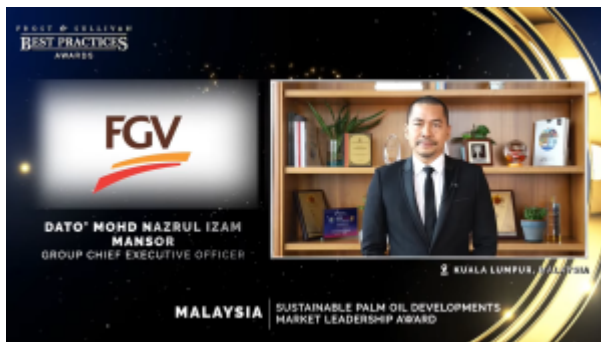 FROST & SULLIVAN
BEST PRACTICES
AWARDS
FGV
DATO' MOHD NAZRUL IZAM
MANSOR
GROUP CHIEF EXECUTIVE OFFICER
KUALA LUMPUR, MALAYSIA
MALAYSIA
SUSTAINABLE PALM OIL DEVELOPMENTS
MARKET LEADERSHIP AWARD